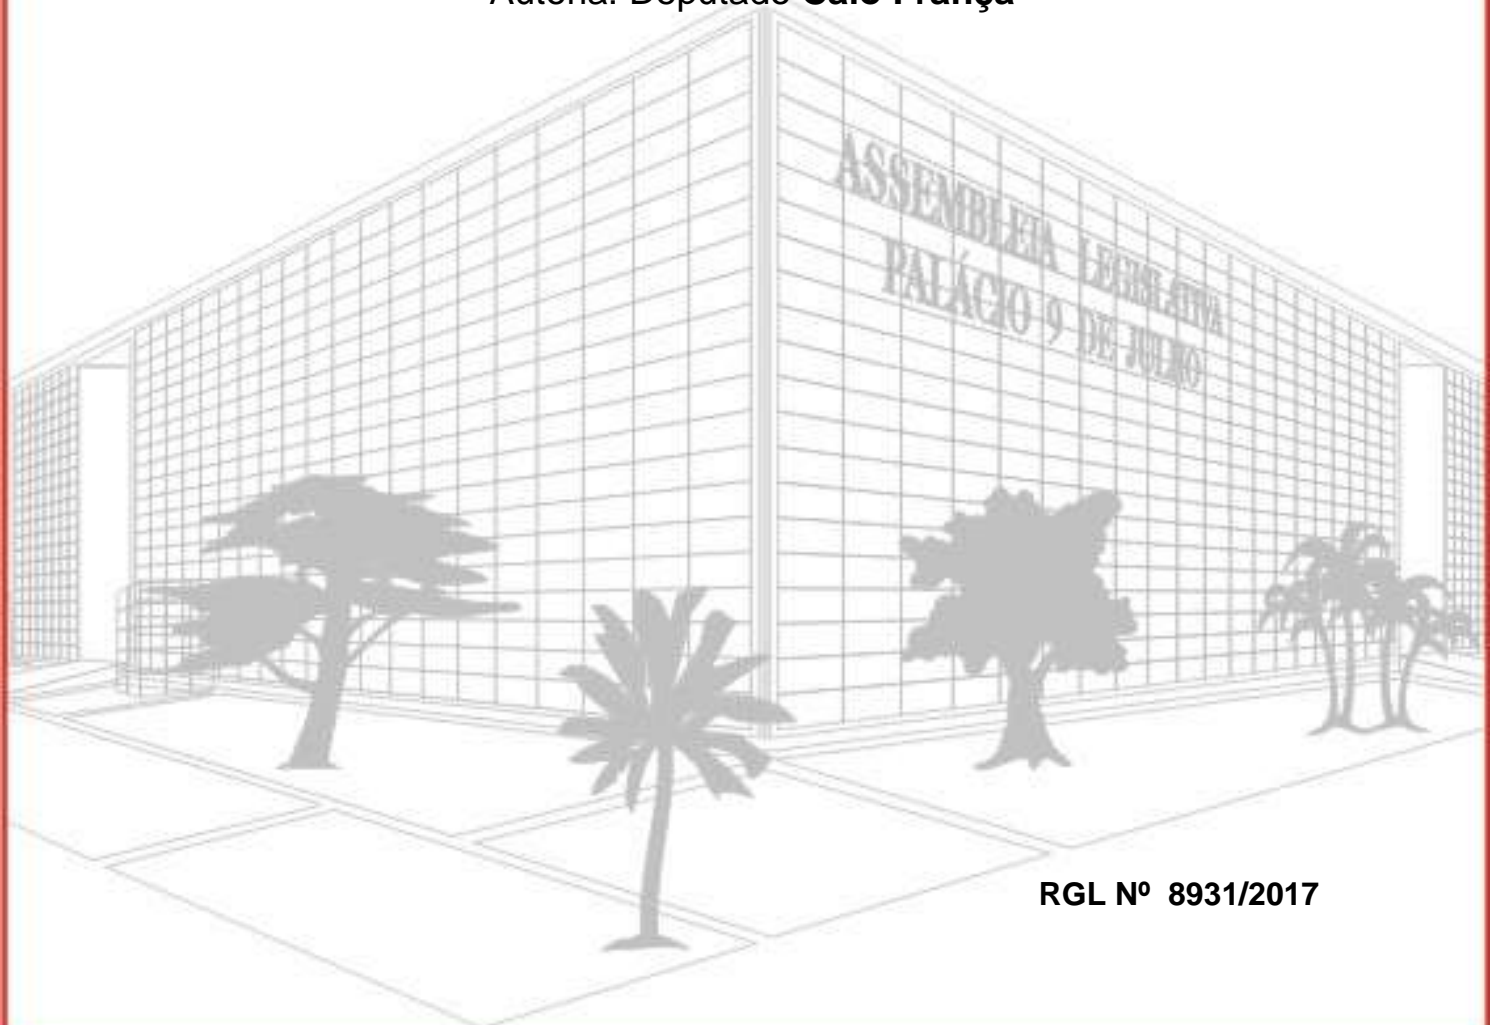 Autoria: Deputado Caio França
ASSEMBLEIA LEGISLATIVA
PALÁCIO 9 DE JULHO
RGL Nº 8931/2017